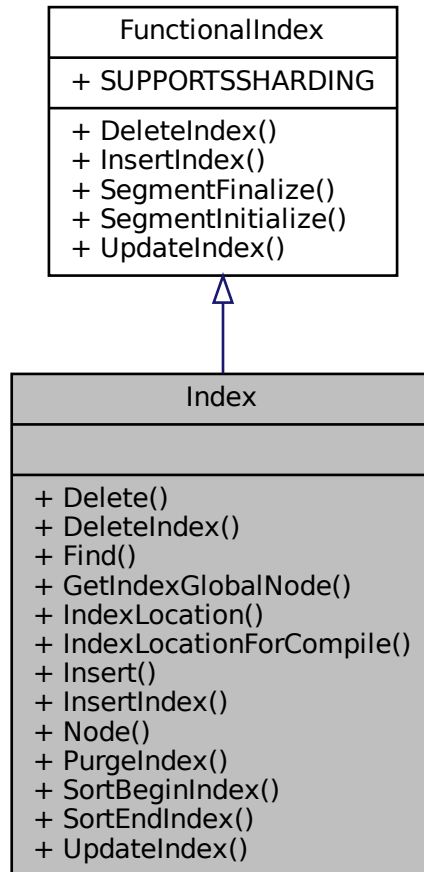 FunctionalIndex
+ SUPPORTSSHARDING
+ DeleteIndex()
+ InsertIndex()
+ SegmentFinalize()
+ SegmentInitialize()
+ UpdateIndex()
Index
+ Delete()
+ DeleteIndex()
+ Find()
+ GetIndexGlobalNode()
+ IndexLocation()
+ IndexLocationForCompile()
+ Insert()
+ InsertIndex()
+ Node()
+ PurgeIndex()
+ SortBeginIndex()
+ SortEndIndex()
+ UpdateIndex()